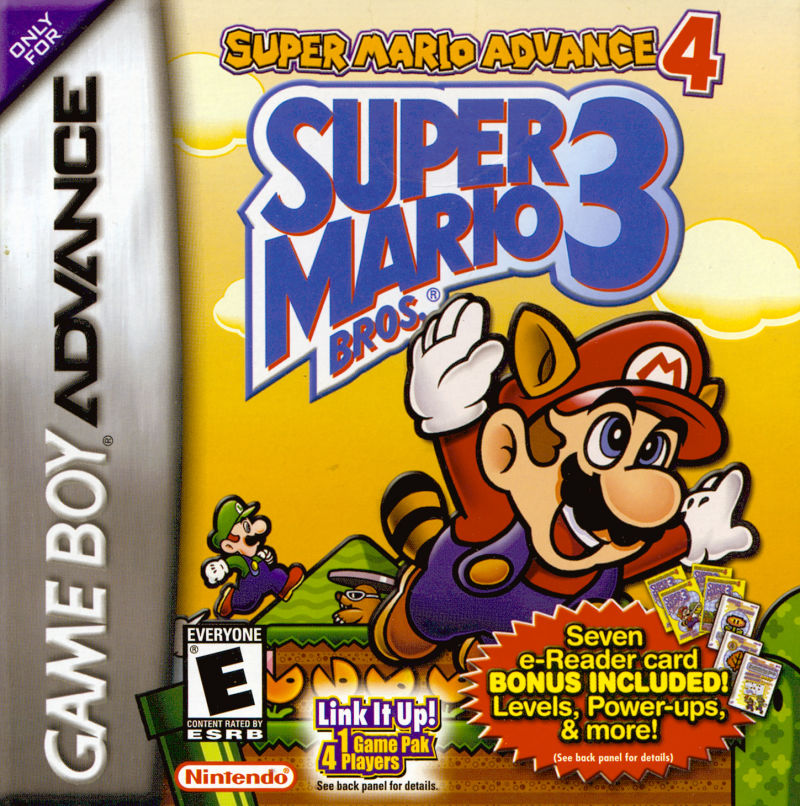 ONLY
FOR
GAME BOY ADVANCE®
SUPER MARIO ADVANCE 4
SUPER
MARIO 3
BROS.®
M
EVERYONE
E
®
CONTENT RATED BY
ESRB
Link It Up!
1 Game Pak
4 Players
See back panel for details.
Nintendo®
Seven
e-Reader card
BONUS INCLUDED!
Levels, Power-ups,
& more!
(See back panel for details)